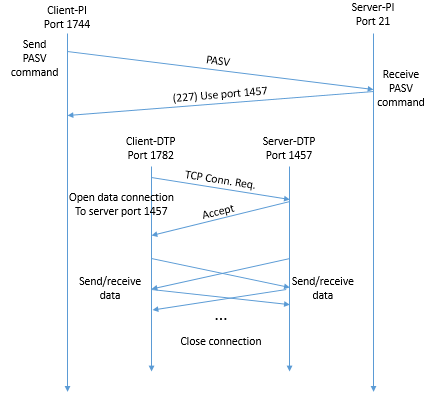 Client-PI
Port 1744
Server-PI
Port 21
Send
PASV
command
PASV
Receive
PASV
command
(227) Use port 1457
Client-DTP
Port 1782
Server-DTP
Port 1457
TCP Conn. Req.
Open data connection
To server port 1457
Accept
Send/receive
data
Send/receive
data
...
Close connection